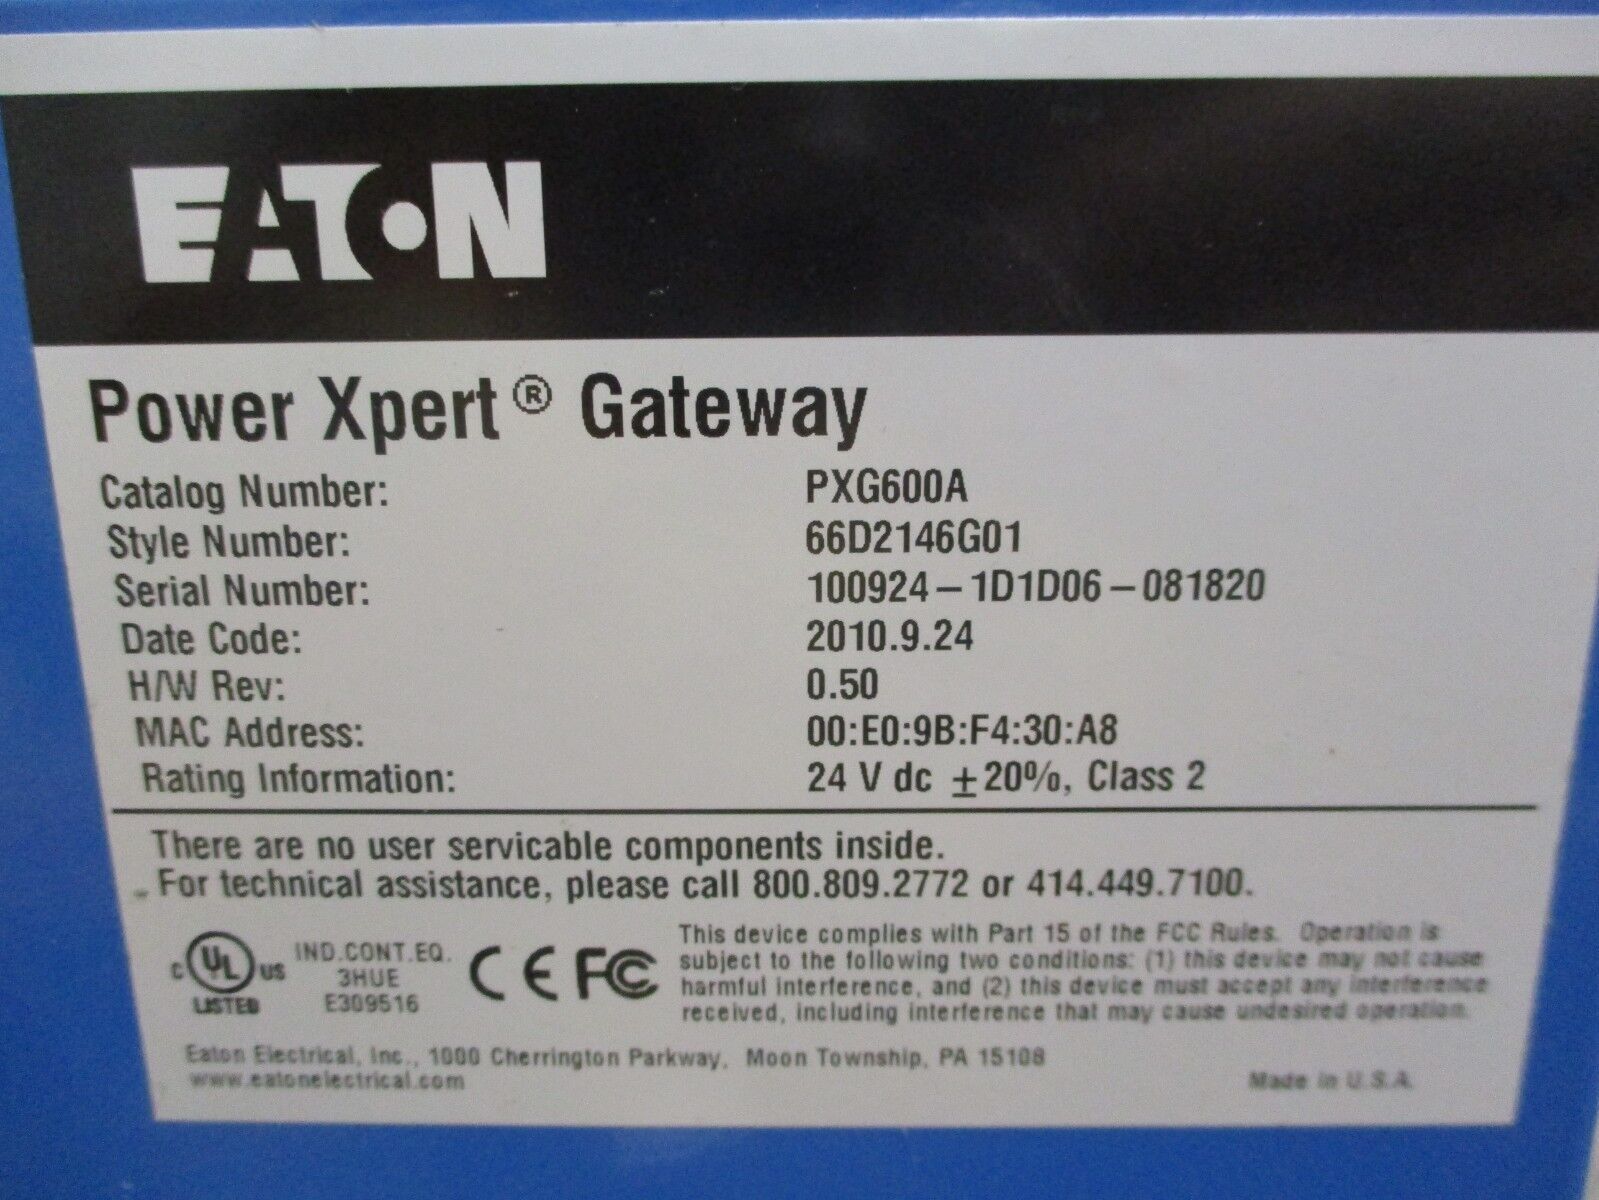 EATON
Power Xpert® Gateway
Catalog Number: PXG600A
Style Number: 66D2146G01
Serial Number: 100924-1D1D06-081820
Date Code: 2010.9.24
H/W Rev: 0.50
MAC Address: 00:E0:9B:F4:30:A8
Rating Information: 24 V dc ±20%, Class 2
There are no user servicable components inside.
For technical assistance, please call 800.809.2772 or 414.449.7100.
C UL US LISTED
IND.CONT.EQ.
3HUE
E309516
CE FC
This device complies with Part 15 of the FCC Rules. Operation is
subject to the following two conditions: (1) this device may not cause
harmful interference, and (2) this device must accept any interference
received, including interference that may cause undesired operation.
Eaton Electrical, Inc., 1000 Cherrington Parkway, Moon Township, PA 15108
www.eatonelectrical.com
Made in U.S.A.